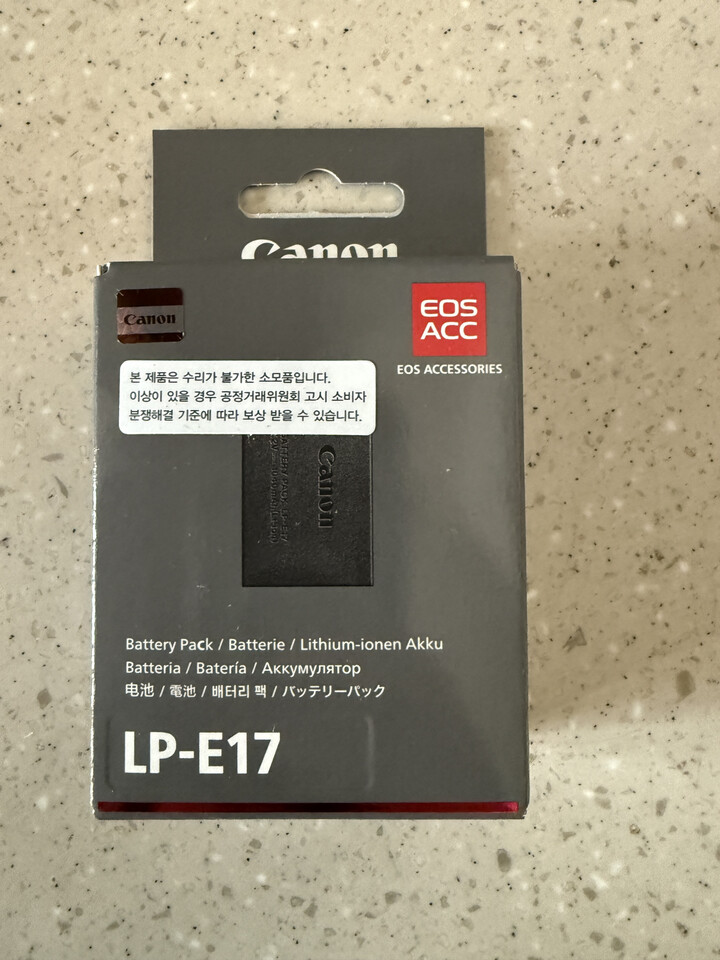 Canon
Canon
EOS
ACC
EOS ACCESSORIES
본 제품은 수리가 불가한 소모품입니다.
이상이 있을 경우 공정거래위원회 고시 소비자
분쟁해결 기준에 따라 보상 받을 수 있습니다.
Canon
Battery Pack / Batterie / Lithium-ionen Akku
Batteria / Batería / Аккумулятор
电池 / 電池 / 배터리 팩 / バッテリーパック
LP-E17